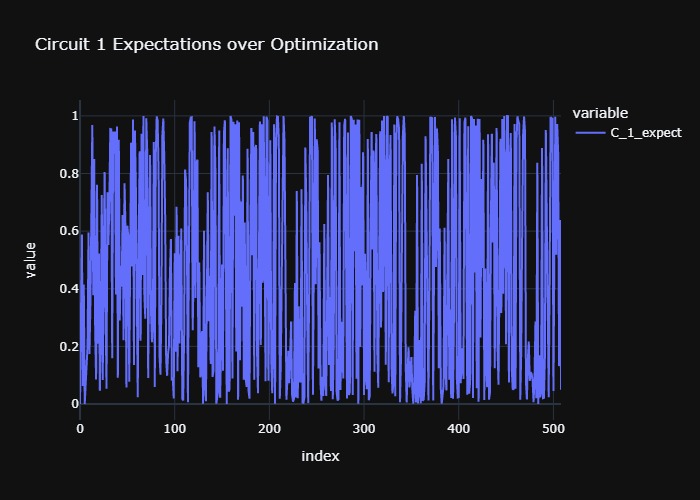 Circuit 1 Expectations over Optimization
variable
C_1_expect
1
0.8
0.6
0.4
0.2
0
value
0
100
200
300
400
500
index